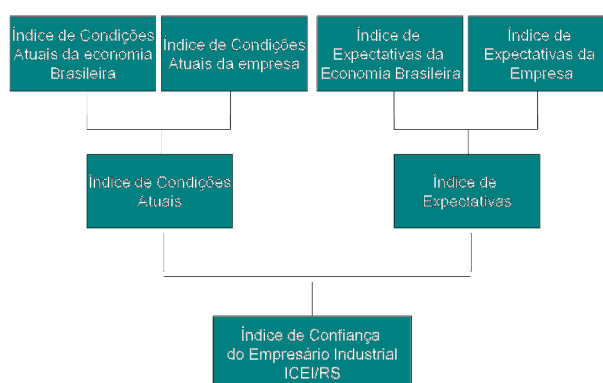 Índice de Condições
Atuais da economia
Brasileira
Índice de Condições
Atuais da empresa
Índice de
Expectativas da
Economia Brasileira
Índice de
Expectativas da
Empresa
Índice de Condições
Atuais
Índice de
Expectativas
Índice de Confiança
do Empresário Industrial
ICEI/RS